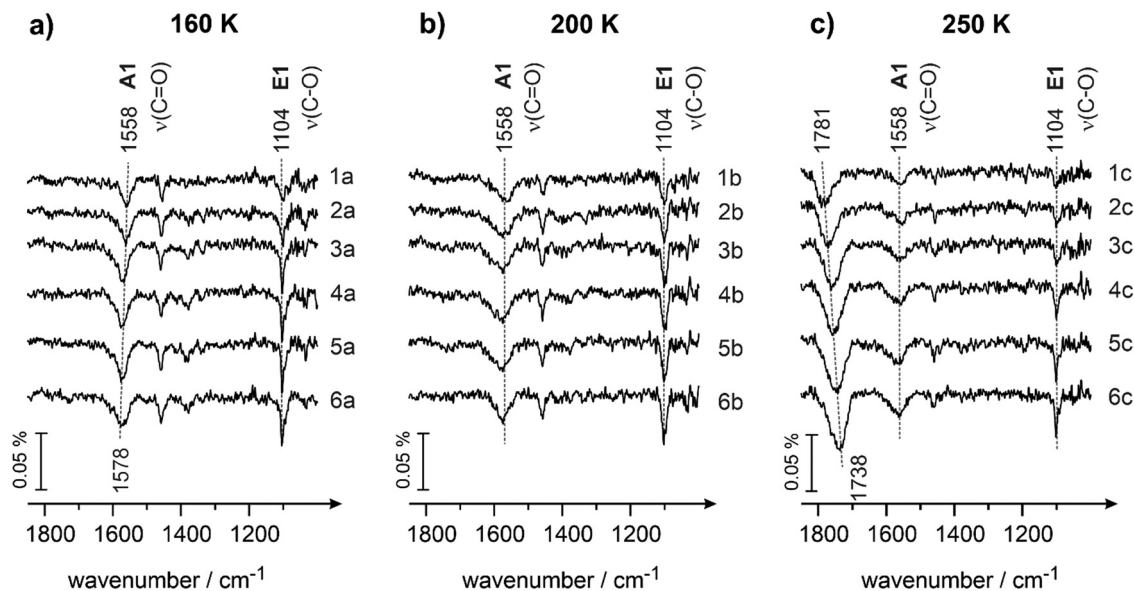 a) 160 K
1558 A1
ν(C=O)
1104 E1
ν(C-O)
1a
2a
3a
4a
5a
6a
0.05 %
1578
1800 1600 1400 1200
wavenumber / cm⁻¹
b) 200 K
1558 A1
ν(C=O)
1104 E1
ν(C-O)
1b
2b
3b
4b
5b
6b
0.05 %
1800 1600 1400 1200
wavenumber / cm⁻¹
c) 250 K
1781
1558 A1
ν(C=O)
1104 E1
ν(C-O)
1c
2c
3c
4c
5c
6c
0.05 %
1738
1800 1600 1400 1200
wavenumber / cm⁻¹